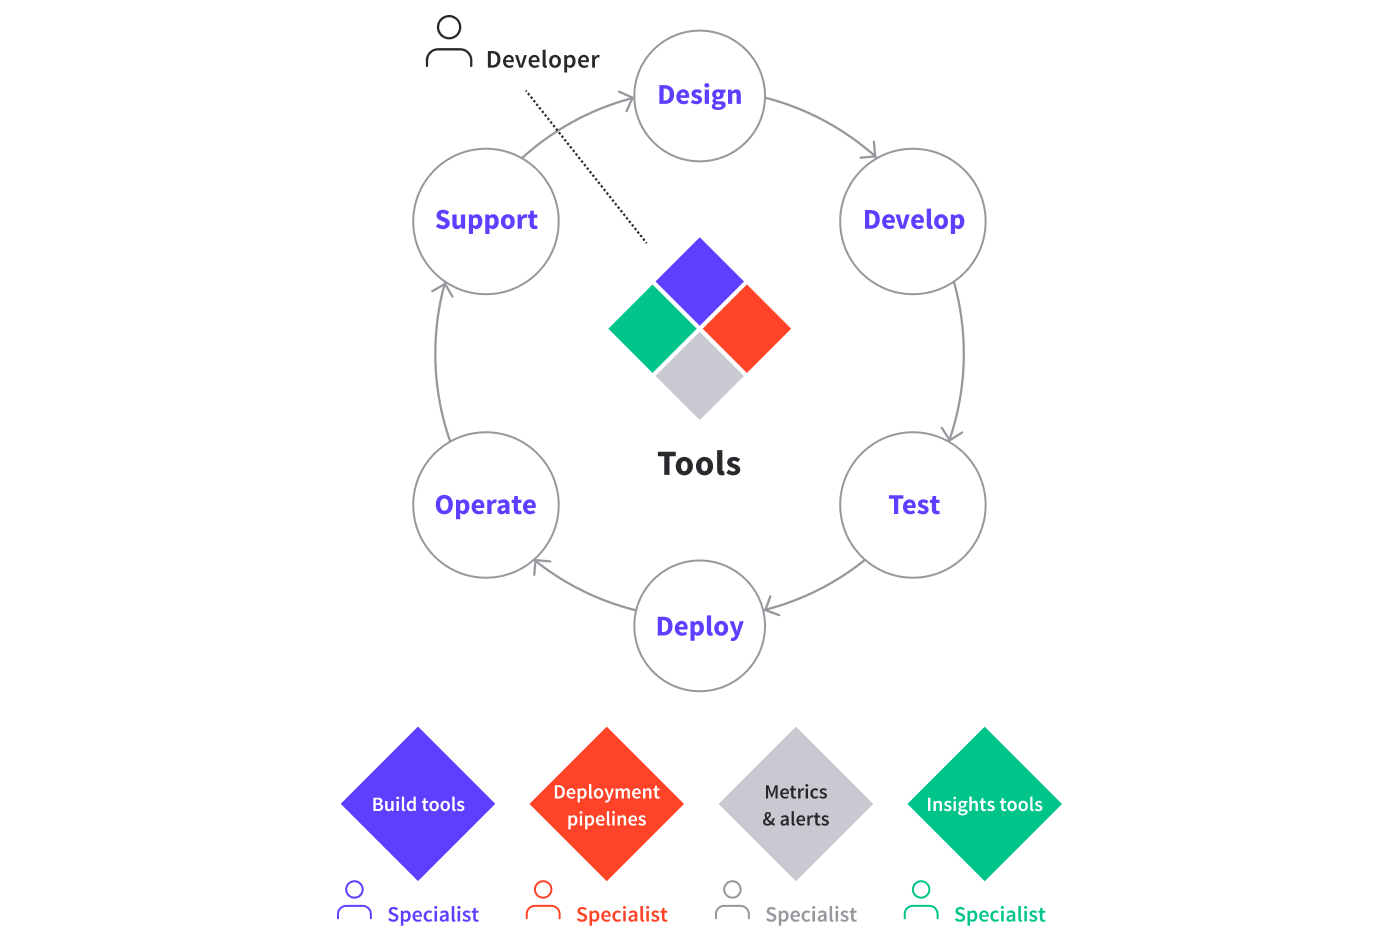 Developer
Design
Support
Develop
Tools
Operate
Test
Deploy
Build tools
Deployment
pipelines
Metrics
& alerts
Insights tools
Specialist
Specialist
Specialist
Specialist